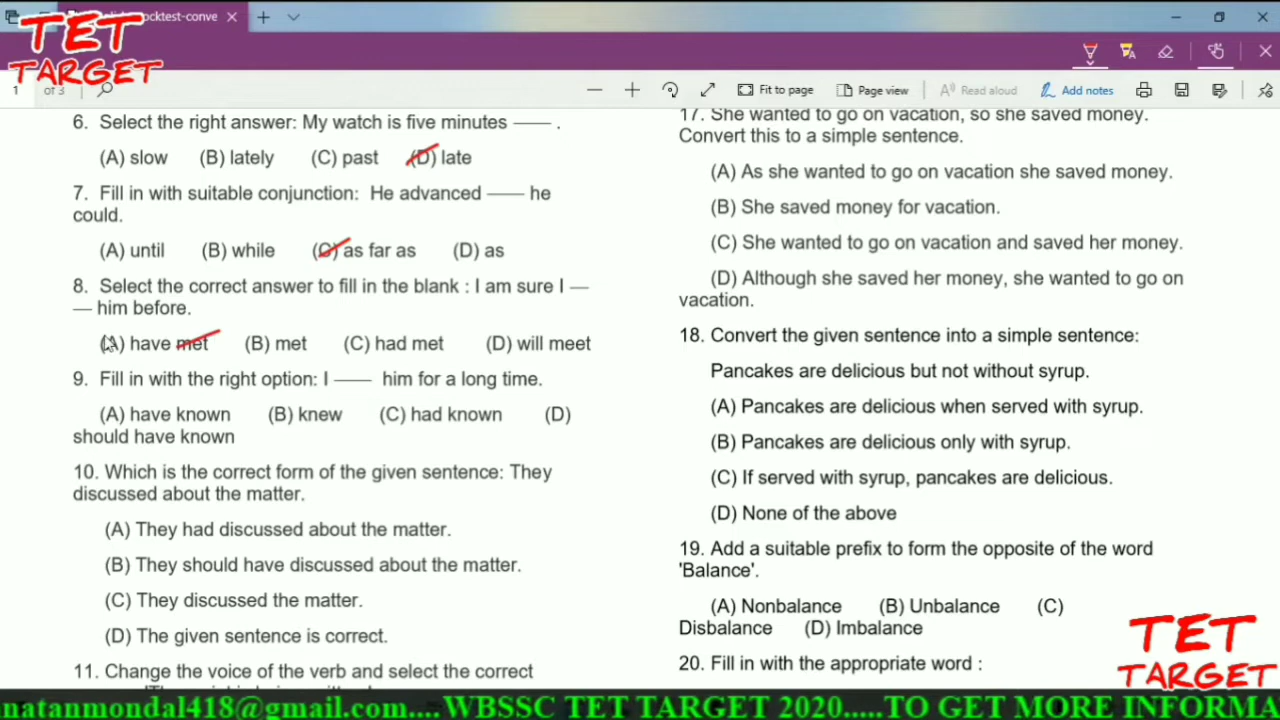 ocktest-conve
TET
TARGET
1 of 3
Fit to page
Page view
Read aloud
Add notes
6. Select the right answer: My watch is five minutes —— .
(A) slow (B) lately (C) past (D) late
7. Fill in with suitable conjunction: He advanced —— he
could.
(A) until (B) while (C) as far as (D) as
8. Select the correct answer to fill in the blank : I am sure I —
— him before.
(A) have met (B) met (C) had met (D) will meet
9. Fill in with the right option: I —— him for a long time.
(A) have known (B) knew (C) had known (D)
should have known
10. Which is the correct form of the given sentence: They
discussed about the matter.
(A) They had discussed about the matter.
(B) They should have discussed about the matter.
(C) They discussed the matter.
(D) The given sentence is correct.
11. Change the voice of the verb and select the correct
17. She wanted to go on vacation, so she saved money.
Convert this to a simple sentence.
(A) As she wanted to go on vacation she saved money.
(B) She saved money for vacation.
(C) She wanted to go on vacation and saved her money.
(D) Although she saved her money, she wanted to go on
vacation.
18. Convert the given sentence into a simple sentence:
Pancakes are delicious but not without syrup.
(A) Pancakes are delicious when served with syrup.
(B) Pancakes are delicious only with syrup.
(C) If served with syrup, pancakes are delicious.
(D) None of the above
19. Add a suitable prefix to form the opposite of the word
'Balance'.
(A) Nonbalance (B) Unbalance (C)
Disbalance (D) Imbalance
20. Fill in with the appropriate word :
TET
TARGET
natanmondal418@gmail.com.... WBSSC TET TARGET 2020.....TO GET MORE INFORMA